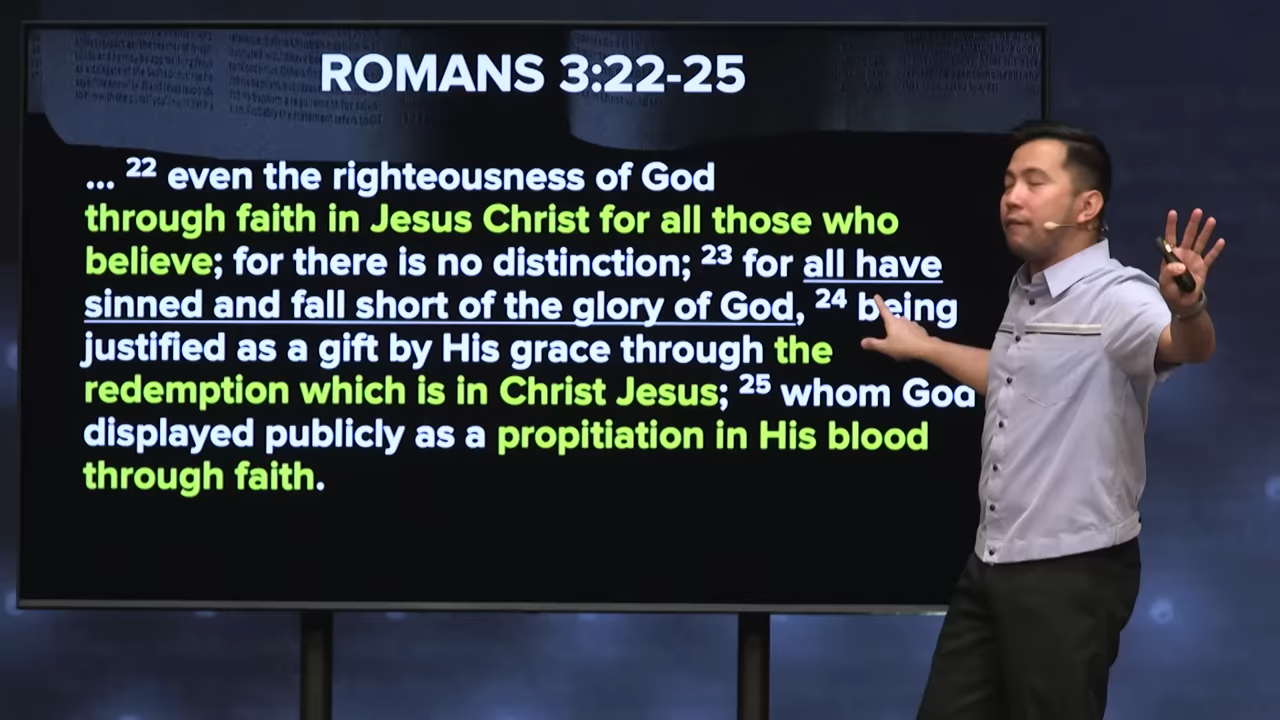 ROMANS 3:22-25
... 22 even the righteousness of God
through faith in Jesus Christ for all those who
believe; for there is no distinction; 23 for all have
sinned and fall short of the glory of God, 24 being
justified as a gift by His grace through the
redemption which is in Christ Jesus; 25 whom God
displayed publicly as a propitiation in His blood
through faith.